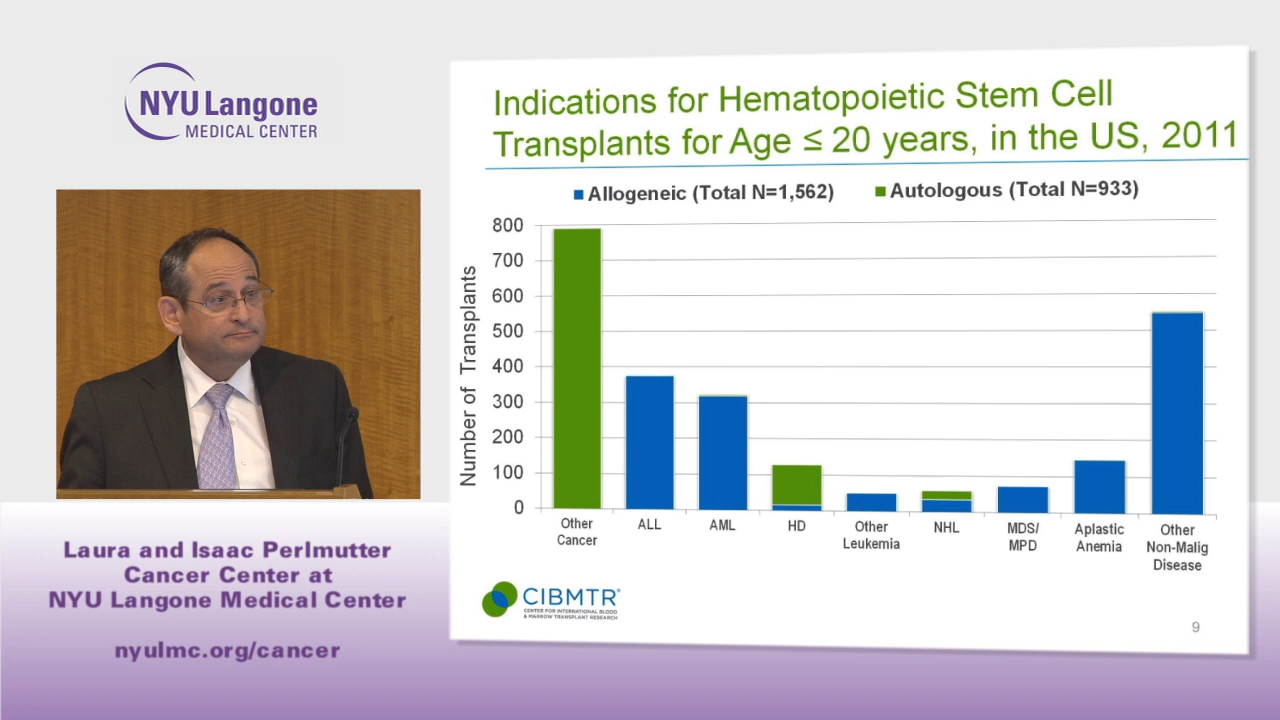 NYU Langone
MEDICAL CENTER
Laura and Isaac Perlmutter
Cancer Center at
NYU Langone Medical Center
nyulmc.org/cancer
Indications for Hematopoietic Stem Cell
Transplants for Age ≤ 20 years, in the US, 2011
Allogeneic (Total N=1,562)
Autologous (Total N=933)
Number of Transplants
800
700
600
500
400
300
200
100
0
Other
Cancer
ALL
AML
HD
Other
Leukemia
NHL
MDS/
MPD
Aplastic
Anemia
Other
Non-Malig
Disease
CIBMTR®
CENTER FOR INTERNATIONAL BLOOD
& MARROW TRANSPLANT RESEARCH
9